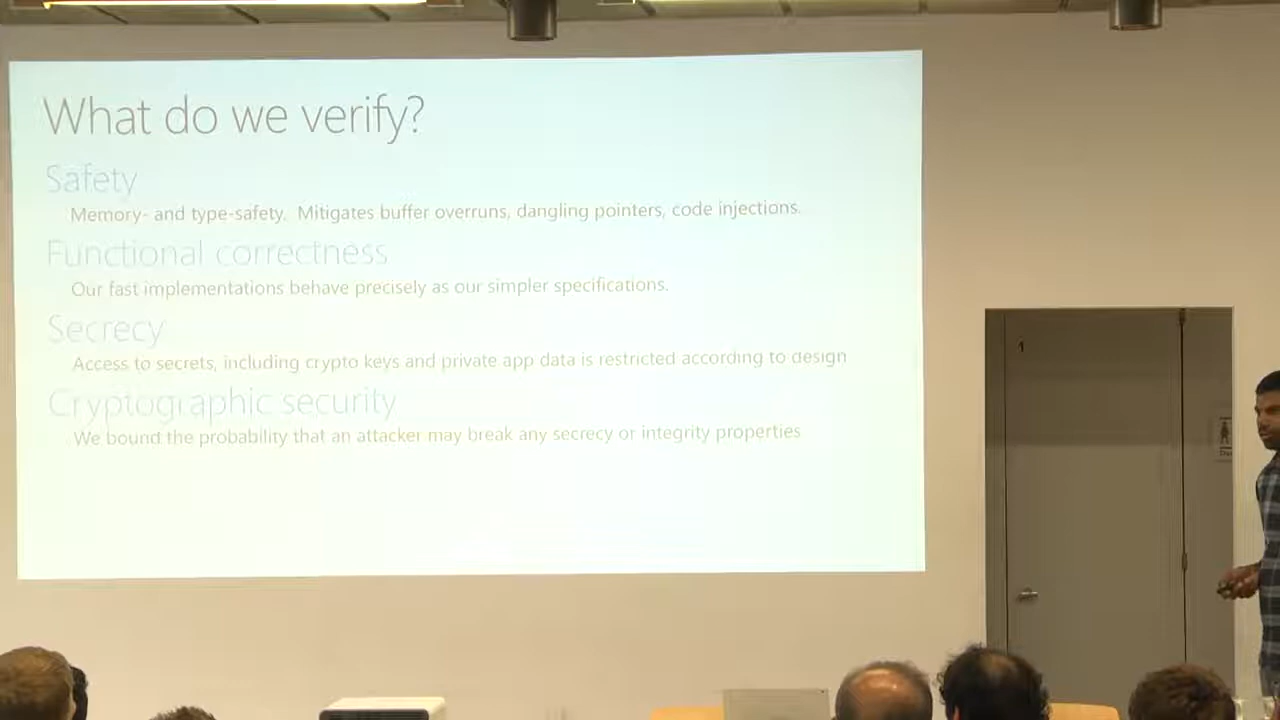 What do we verify?
Safety
Memory- and type-safety. Mitigates buffer overruns, dangling pointers, code injections.
Functional correctness
Our fast implementations behave precisely as our simpler specifications.
Secrecy
Access to secrets, including crypto keys and private app data is restricted according to design
Cryptographic security
We bound the probability that an attacker may break any secrecy or integrity properties
1